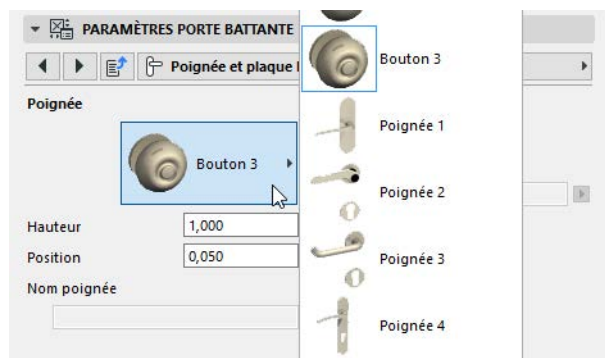 PARAMÈTRES PORTE BATTANTE
Poignée et plaque
Poignée
Bouton 3
Hauteur 1,000
Position 0,050
Nom poignée
Bouton 3
Poignée 1
Poignée 2
Poignée 3
Poignée 4